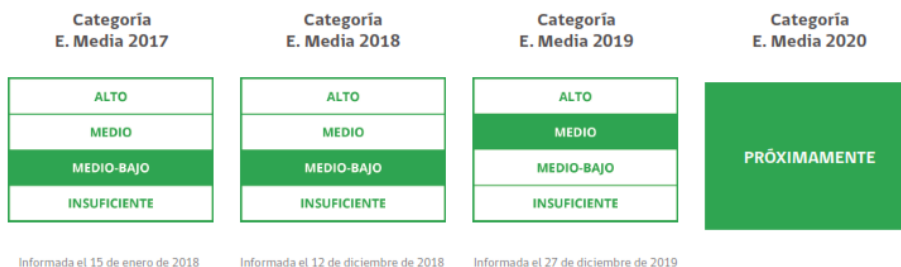 Categoría
E. Media 2017
ALTO
MEDIO
MEDIO-BAJO
INSUFICIENTE
Informada el 15 de enero de 2018
Categoría
E. Media 2018
ALTO
MEDIO
MEDIO-BAJO
INSUFICIENTE
Informada el 12 de diciembre de 2018
Categoría
E. Media 2019
ALTO
MEDIO
MEDIO-BAJO
INSUFICIENTE
Informada el 27 de diciembre de 2019
Categoría
E. Media 2020
PRÓXIMAMENTE